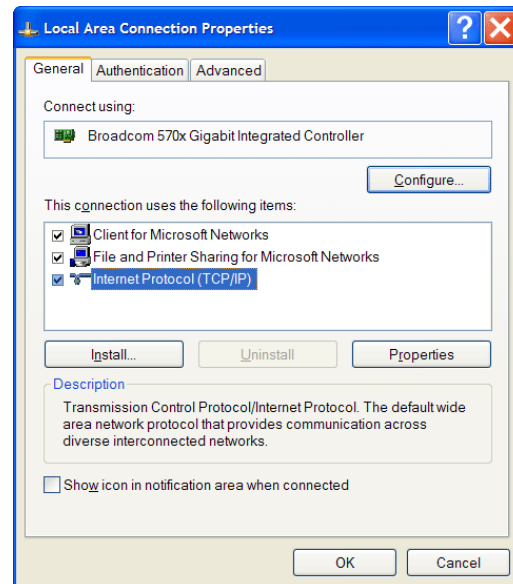 Local Area Connection Properties
General Authentication Advanced
Connect using:
Broadcom 570x Gigabit Integrated Controller
Configure...
This connection uses the following items:
Client for Microsoft Networks
File and Printer Sharing for Microsoft Networks
Internet Protocol (TCP/IP)
Install... Uninstall Properties
Description
Transmission Control Protocol/Internet Protocol. The default wide
area network protocol that provides communication across
diverse interconnected networks.
Show icon in notification area when connected
OK Cancel